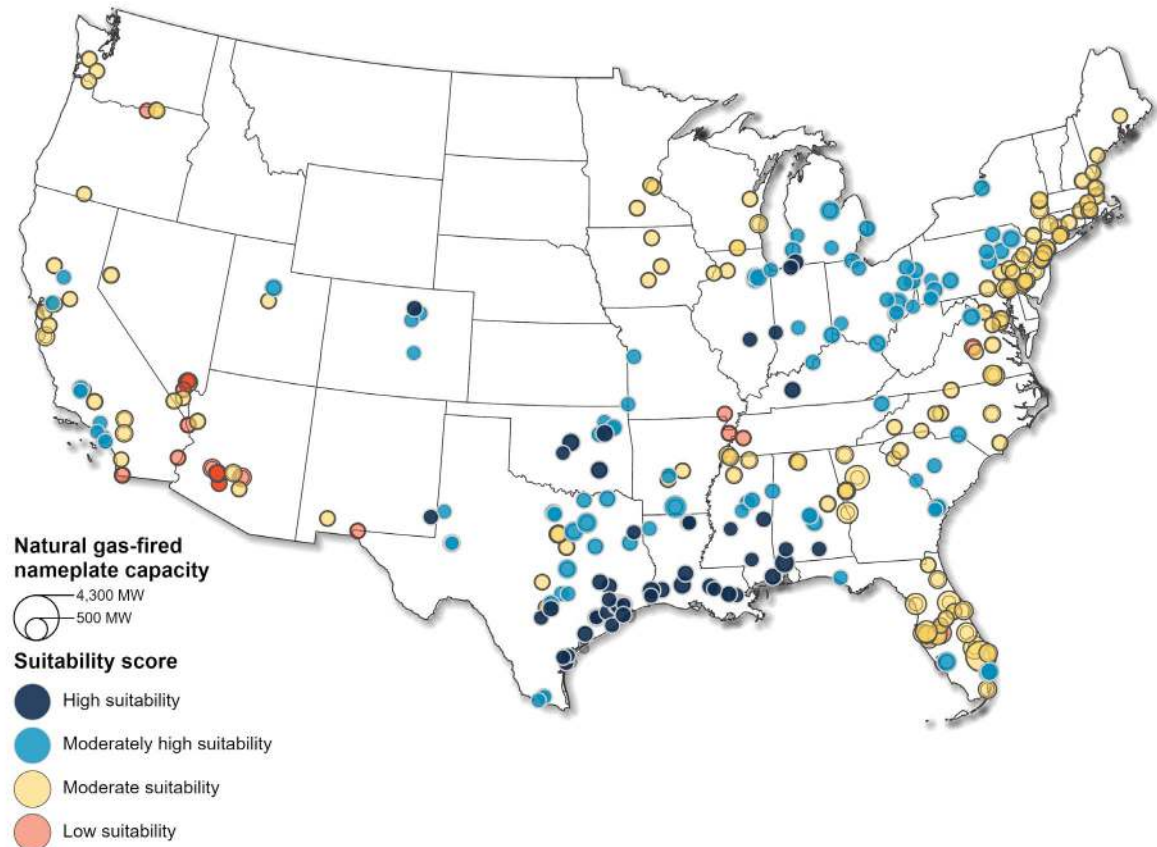 Natural gas-fired
nameplate capacity
4,300 MW
500 MW
Suitability score
High suitability
Moderately high suitability
Moderate suitability
Low suitability